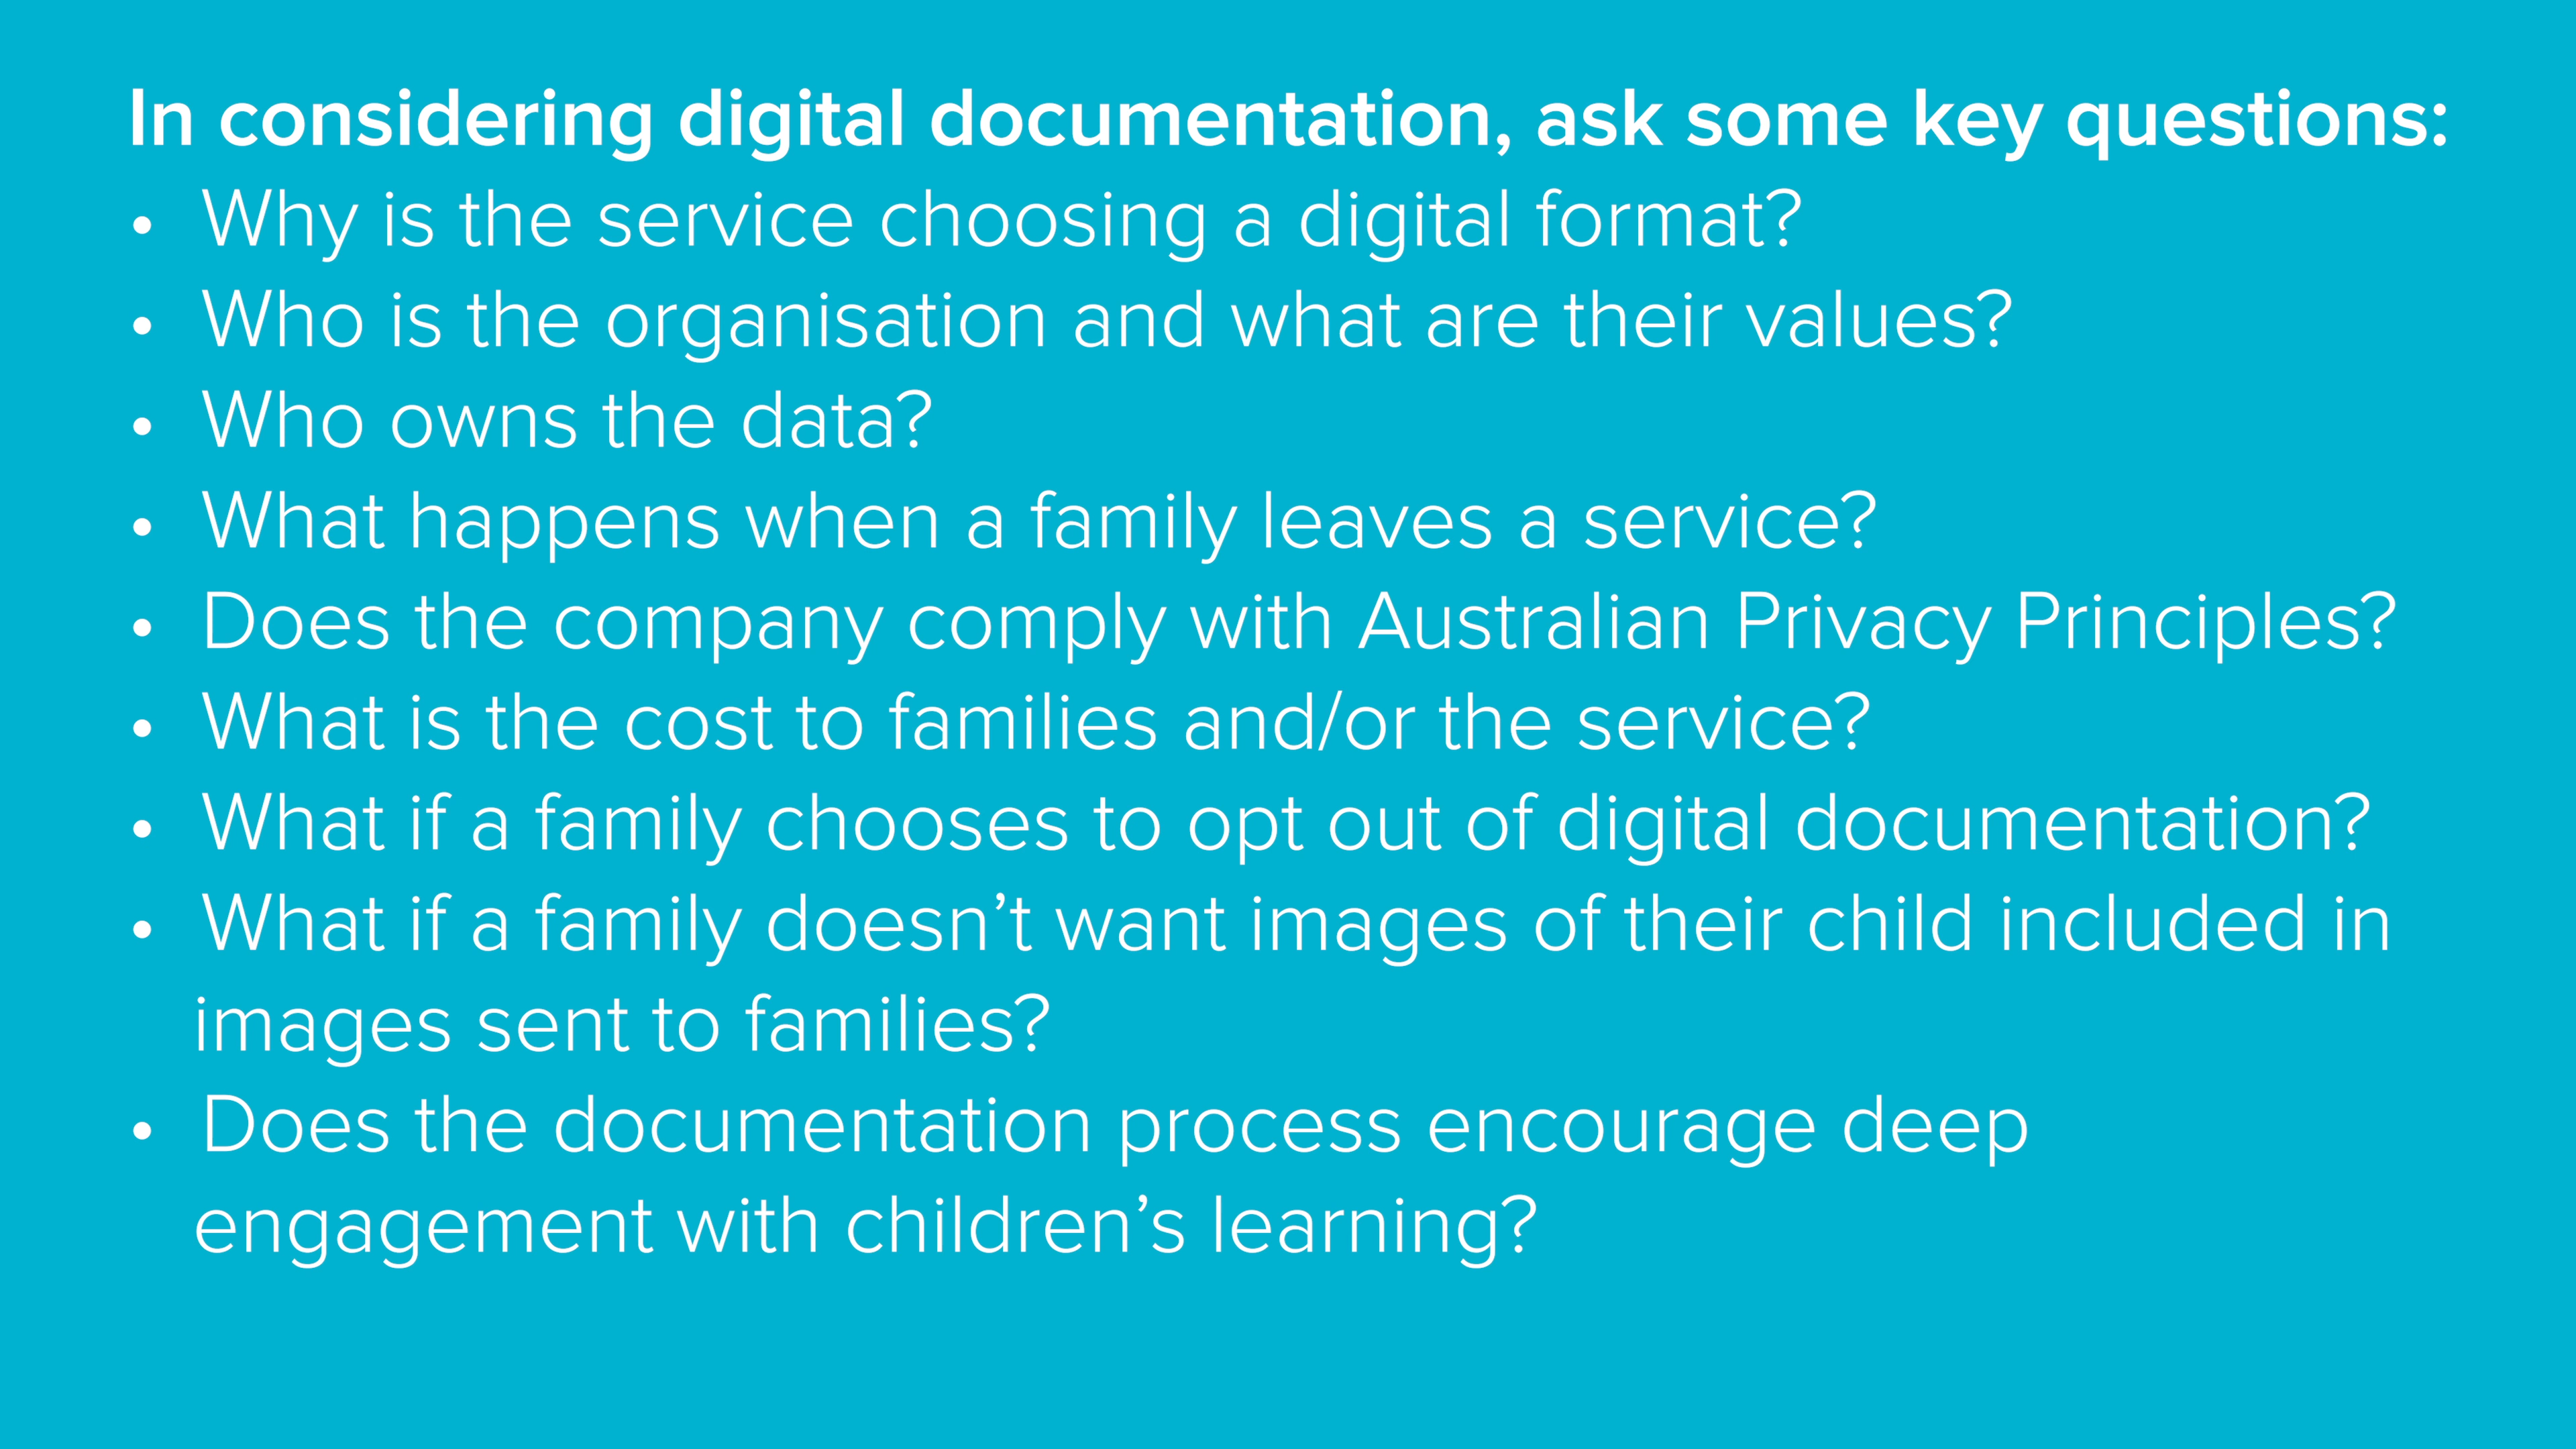 In considering digital documentation, ask some key questions:
• Why is the service choosing a digital format?
• Who is the organisation and what are their values?
• Who owns the data?
• What happens when a family leaves a service?
• Does the company comply with Australian Privacy Principles?
• What is the cost to families and/or the service?
• What if a family chooses to opt out of digital documentation?
• What if a family doesn’t want images of their child included in
images sent to families?
• Does the documentation process encourage deep
engagement with children’s learning?